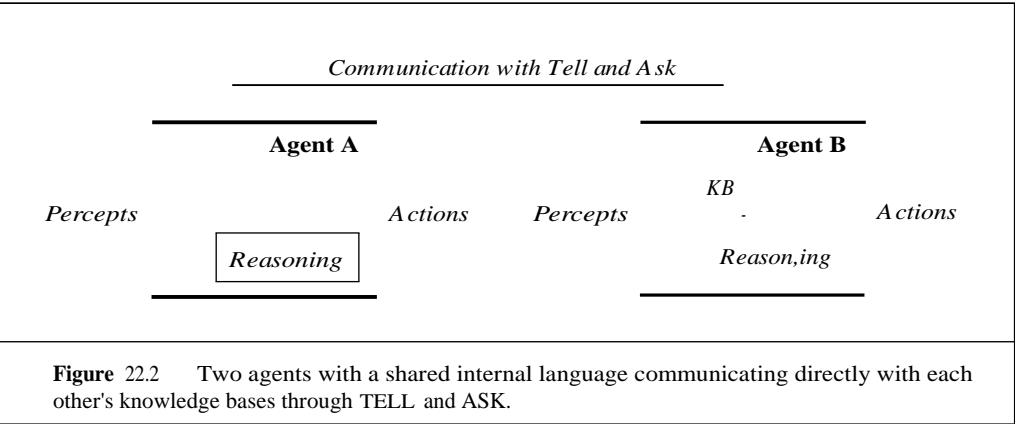 Communication with Tell and Ask
Agent A Agent B
KB
Percepts Actions Percepts - Actions
Reasoning Reason,ing
Figure 22.2 Two agents with a shared internal language communicating directly with each
other's knowledge bases through TELL and ASK.